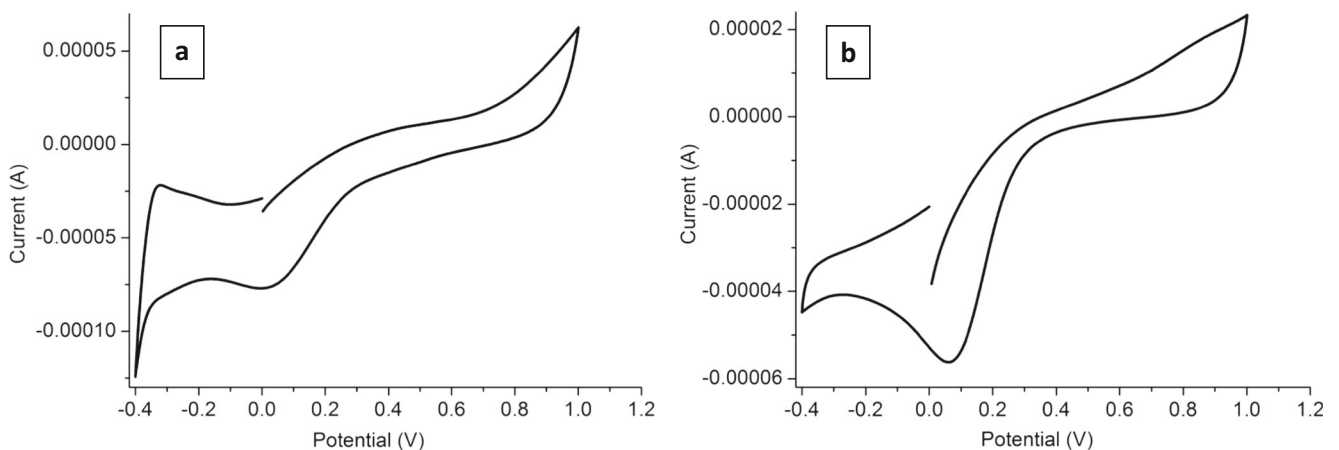 a
0.00005
0.00000
-0.00005
-0.00010
Current (A)
-0.4 -0.2 0.0 0.2 0.4 0.6 0.8 1.0 1.2
Potential (V)
b
0.00002
0.00000
-0.00002
-0.00004
-0.00006
Current (A)
-0.4 -0.2 0.0 0.2 0.4 0.6 0.8 1.0 1.2
Potential (V)